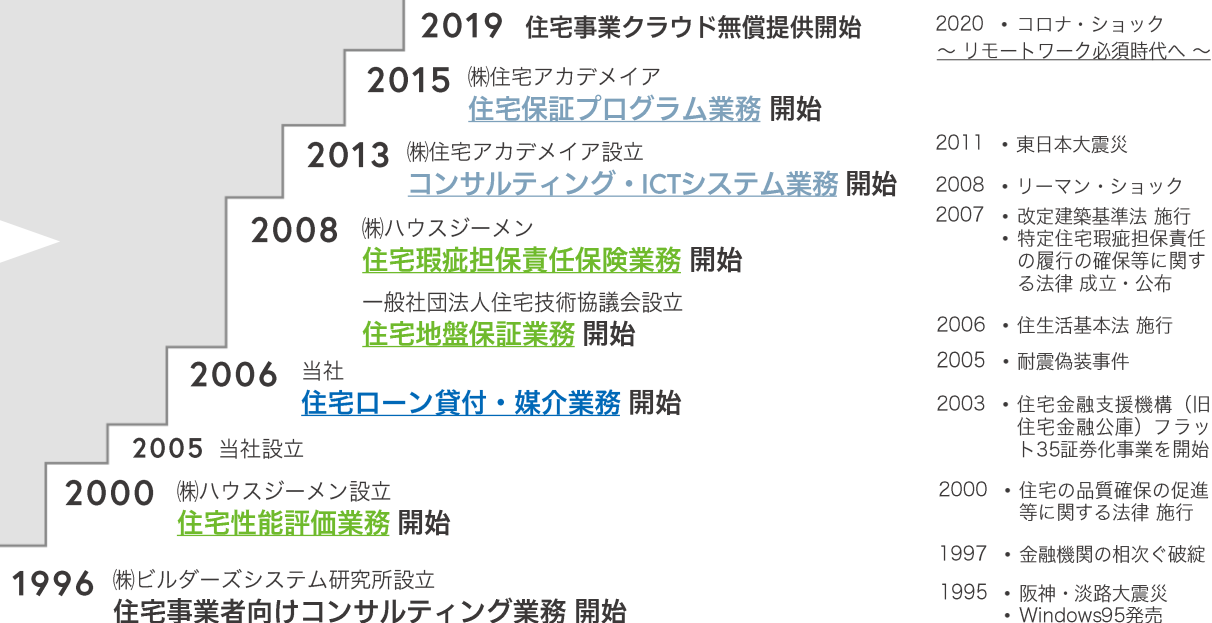 2019 住宅事業クラウド無償提供開始
2015 ㈱住宅アカデメイア
住宅保証プログラム業務 開始
2013 ㈱住宅アカデメイア設立
コンサルティング・ICTシステム業務 開始
2008 ㈱ハウスジーメン
住宅瑕疵担保責任保険業務 開始
一般社団法人住宅技術協議会設立
住宅地盤保証業務 開始
2006 当社
住宅ローン貸付・媒介業務 開始
2005 当社設立
2000 ㈱ハウスジーメン設立
住宅性能評価業務 開始
1996 ㈱ビルダーズシステム研究所設立
住宅事業者向けコンサルティング業務 開始
2020 • コロナ・ショック
〜 リモートワーク必須時代へ 〜
2011 • 東日本大震災
2008 • リーマン・ショック
2007 • 改定建築基準法 施行
• 特定住宅瑕疵担保責任
の履行の確保等に関す
る法律 成立・公布
2006 • 住生活基本法 施行
2005 • 耐震偽装事件
2003 • 住宅金融支援機構（旧
住宅金融公庫）フラッ
ト35証券化事業を開始
2000 • 住宅の品質確保の促進
等に関する法律 施行
1997 • 金融機関の相次ぐ破綻
1995 • 阪神・淡路大震災
• Windows95発売